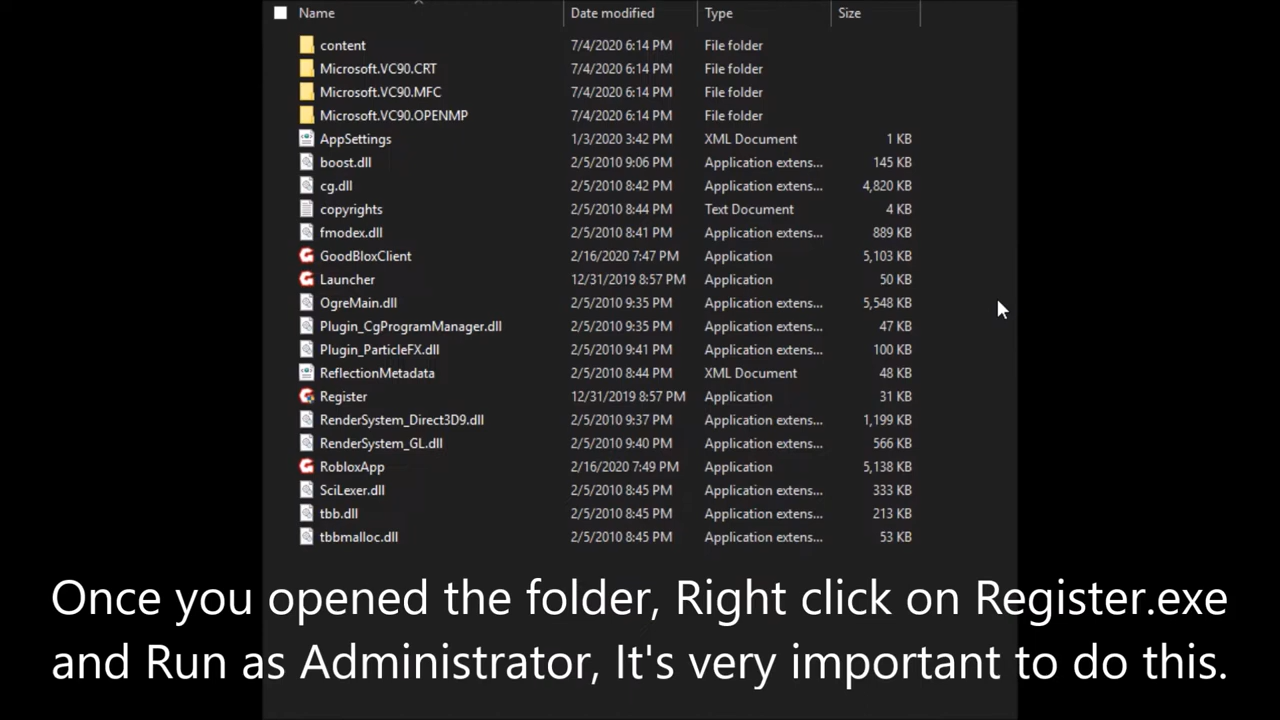 Name Date modified Type Size
content 7/4/2020 6:14 PM File folder
Microsoft.VC90.CRT 7/4/2020 6:14 PM File folder
Microsoft.VC90.MFC 7/4/2020 6:14 PM File folder
Microsoft.VC90.OPENMP 7/4/2020 6:14 PM File folder
AppSettings 1/3/2020 3:42 PM XML Document 1 KB
boost.dll 2/5/2010 9:06 PM Application extens... 145 KB
cg.dll 2/5/2010 8:42 PM Application extens... 4,820 KB
copyrights 2/5/2010 8:44 PM Text Document 4 KB
fmodex.dll 2/5/2010 8:41 PM Application extens... 889 KB
GoodBloxClient 2/16/2020 7:47 PM Application 5,103 KB
Launcher 12/31/2019 8:57 PM Application 50 KB
OgreMain.dll 2/5/2010 9:35 PM Application extens... 5,548 KB
Plugin_CgProgramManager.dll 2/5/2010 9:35 PM Application extens... 47 KB
Plugin_ParticleFX.dll 2/5/2010 9:41 PM Application extens... 100 KB
ReflectionMetadata 2/5/2010 8:44 PM XML Document 48 KB
Register 12/31/2019 8:57 PM Application 31 KB
RenderSystem_Direct3D9.dll 2/5/2010 9:37 PM Application extens... 1,199 KB
RenderSystem_GL.dll 2/5/2010 9:40 PM Application extens... 566 KB
RobloxApp 2/16/2020 7:49 PM Application 5,138 KB
SciLexer.dll 2/5/2010 8:45 PM Application extens... 333 KB
tbb.dll 2/5/2010 8:45 PM Application extens... 213 KB
tbbmalloc.dll 2/5/2010 8:45 PM Application extens... 53 KB
Once you opened the folder, Right click on Register.exe
and Run as Administrator, It's very important to do this.